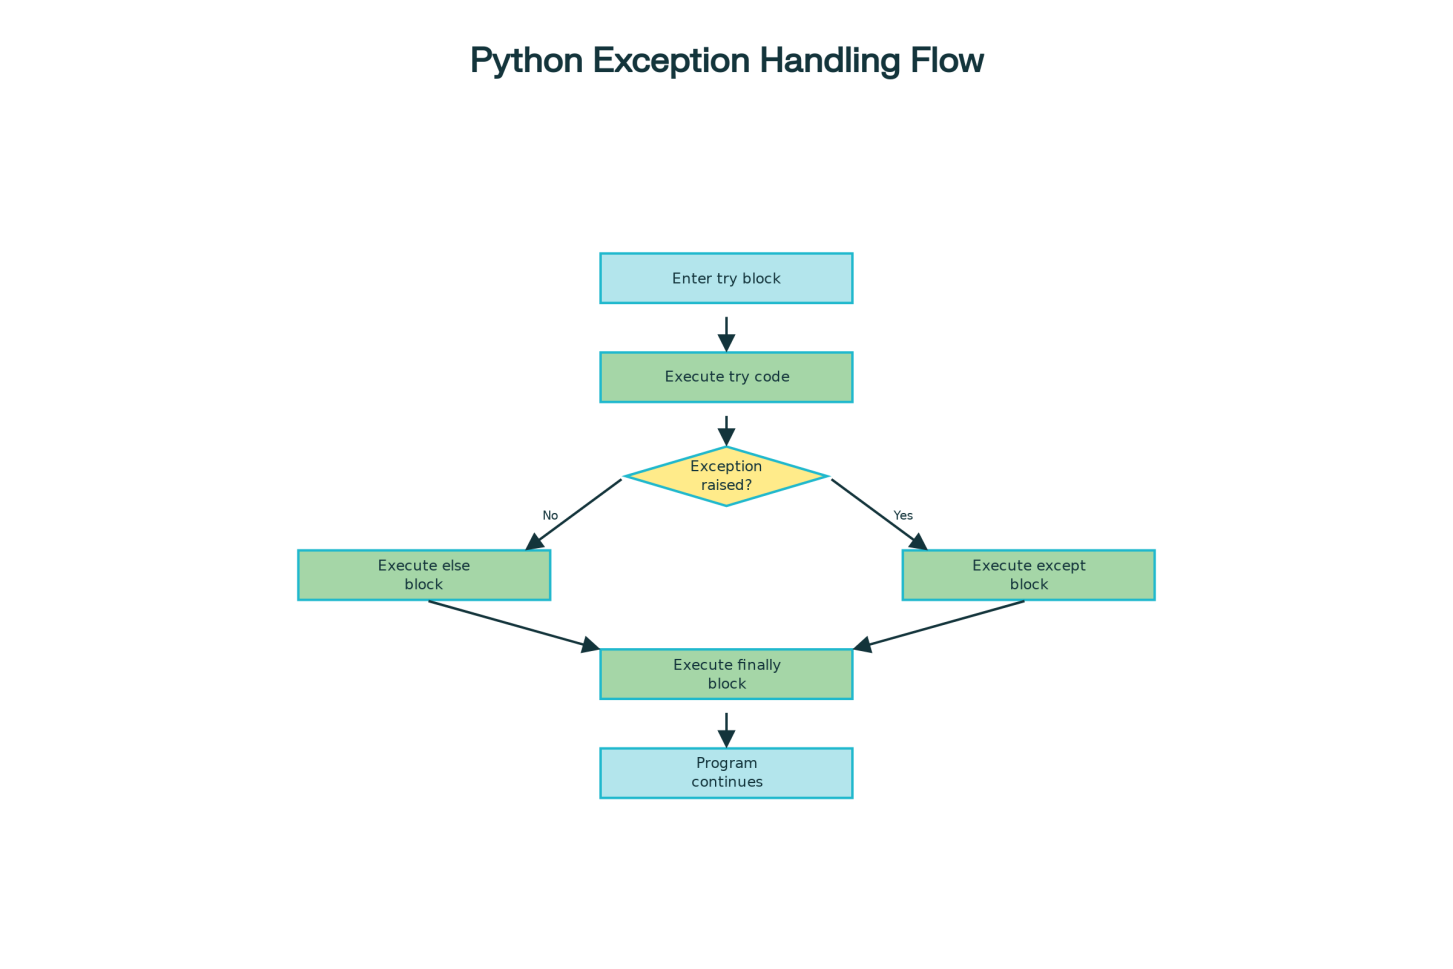 Python Exception Handling Flow
Enter try block
Execute try code
Exception
raised?
No
Yes
Execute else
block
Execute except
block
Execute finally
block
Program
continues